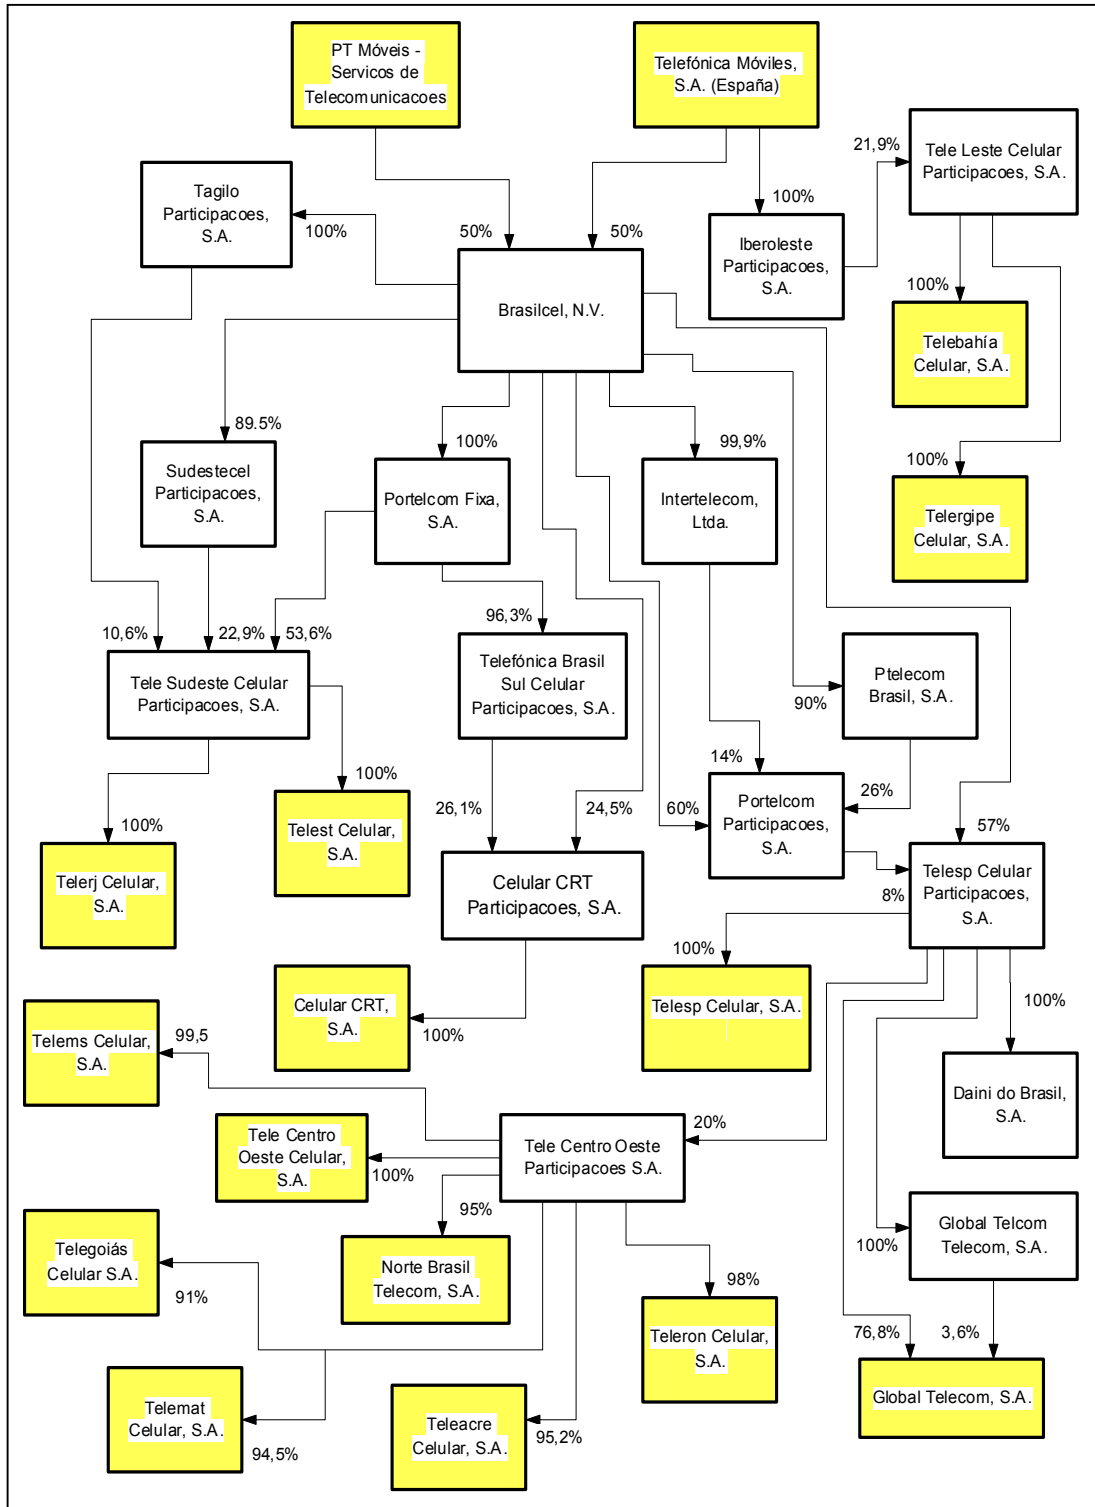 PT Móveis -
Servicos de
Telecomunicacoes
Telefónica Móviles,
S.A. (España)
21,9%
Tele Leste Celular
Participacoes, S.A.
Tagilo
Participacoes,
S.A.
100%
100%
50%
50%
Iberoleste
Participacoes,
S.A.
Brasilcel, N.V.
100%
Telebahía
Celular, S.A.
89.5%
100%
99,9%
100%
Sudestecel
Participacoes,
S.A.
Portelcom Fixa,
S.A.
Intertelecom,
Ltda.
Telergipe
Celular, S.A.
96,3%
10,6%
22,9%
53,6%
Tele Sudeste Celular
Participacoes, S.A.
Telefónica Brasil
Sul Celular
Participacoes, S.A.
Ptelecom
Brasil, S.A.
90%
14%
100%
26,1%
24,5%
60%
26%
57%
100%
Telest Celular,
S.A.
Portelcom
Participacoes,
S.A.
Telerj Celular,
S.A.
Celular CRT
Participacoes, S.A.
Telesp Celular
Participacoes,
S.A.
8%
100%
Telesp Celular, S.A.
Celular CRT,
S.A.
100%
100%
Telems Celular,
S.A.
99,5
Daini do Brasil,
S.A.
20%
Tele Centro
Oeste Celular,
S.A.
100%
Tele Centro Oeste
Participacoes S.A.
95%
Telegoiás
Celular S.A.
91%
Norte Brasil
Telecom, S.A.
98%
Teleron Celular,
S.A.
100%
Global Telcom
Telecom, S.A.
76,8%
3,6%
Global Telecom, S.A.
Telemat
Celular, S.A.
94,5%
Teleacre
Celular, S.A.
95,2%